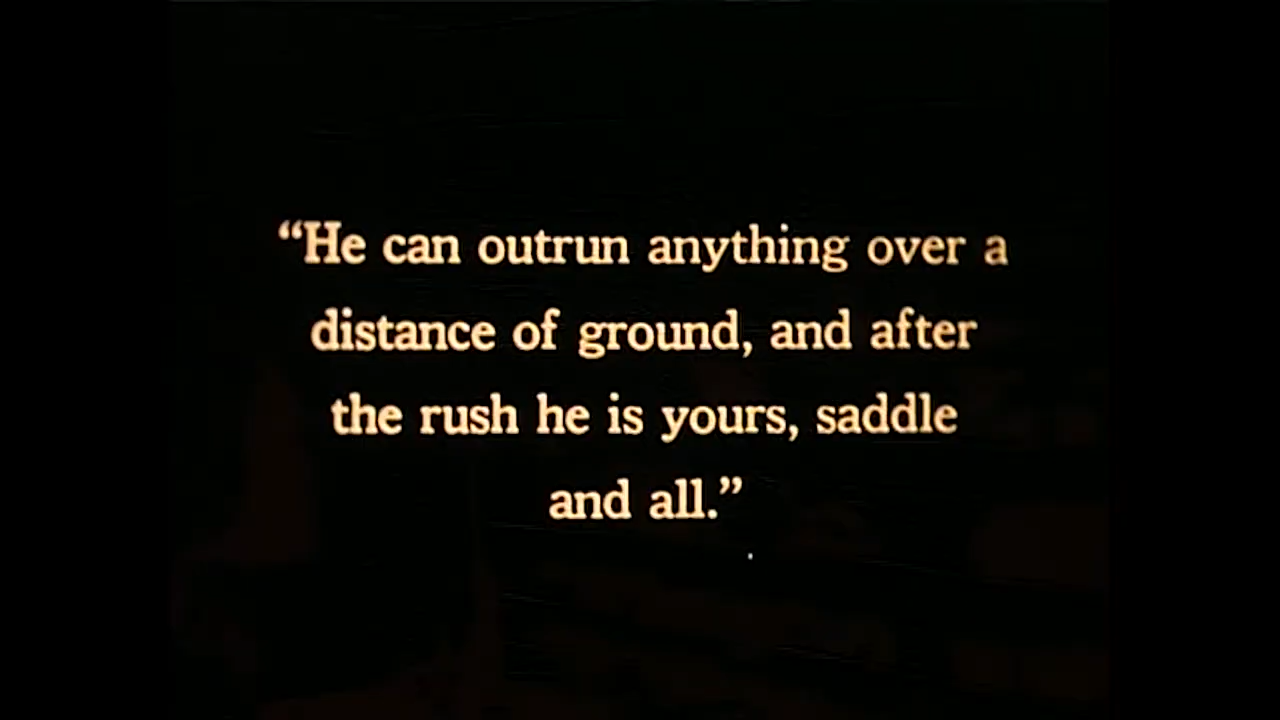 “He can outrun anything over a
distance of ground, and after
the rush he is yours, saddle
and all.”